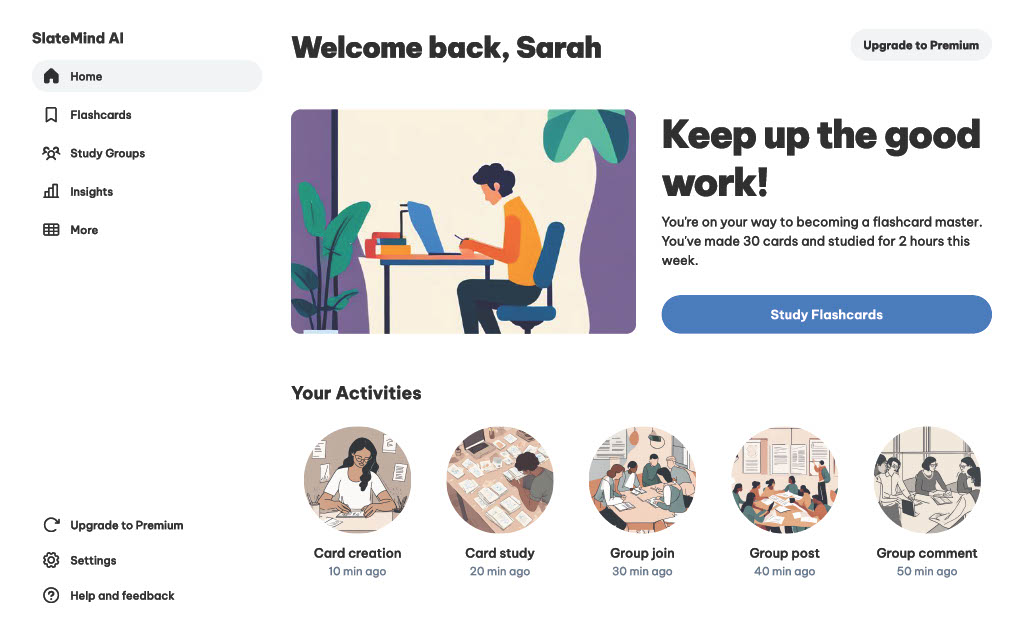 SlateMind AI
Home
Flashcards
Study Groups
Insights
More
Upgrade to Premium
Settings
Help and feedback
Welcome back, Sarah
Upgrade to Premium
Keep up the good
work!
You're on your way to becoming a flashcard master.
You've made 30 cards and studied for 2 hours this
week.
Study Flashcards
Your Activities
Card creation
10 min ago
Card study
20 min ago
Group join
30 min ago
Group post
40 min ago
Group comment
50 min ago